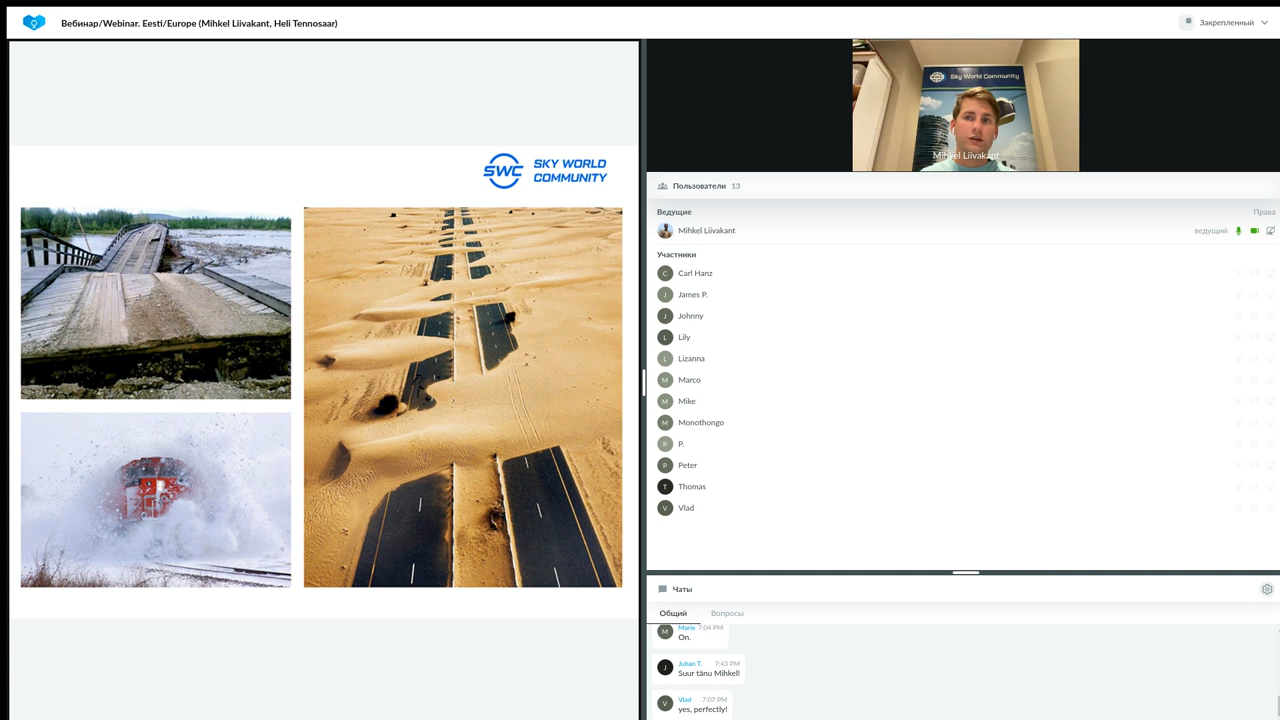 Вебинар/Webinar. Eesti/Europe (Mihkel Liivakant, Heli Tennosaar)
Закрепленный
SWC
SKY WORLD
COMMUNITY
Sky World Community
Mihkel Liivakant
Пользователи 13
Ведущие
Права
Mihkel Liivakant
ведущий
Участники
C Carl Hanz
J James P.
J Johnny
L Lily
L Lizanna
M Marco
M Mike
M Monothongo
P P.
P Peter
T Thomas
V Vlad
Чаты
Общий
Вопросы
M Marie 7:04 PM
On.
J Juhan T. 7:43 PM
Suur tänu Mihkel!
V Vlad 7:07 PM
yes, perfectly!